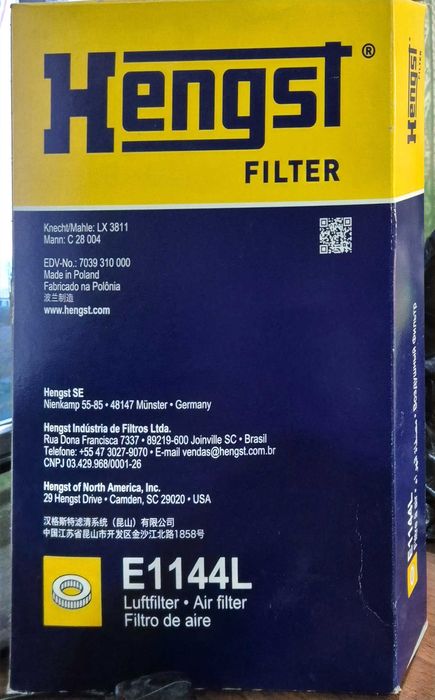 Hengst®
FILTER
Knecht/Mahle: LX 3811
Mann: C 28 004
EDV-No.: 7039 310 000
Made in Poland
Fabricado na Polônia
波兰制造
www.hengst.com
Hengst SE
Nienkamp 55-85 • 48147 Münster • Germany
Hengst Indústria de Filtros Ltda.
Rua Dona Francisca 7337 • 89219-600 Joinville SC • Brasil
Telefone: +55 47 3027-9070 • E-mail vendas@hengst.com.br
CNPJ 03.429.968/0001-26
Hengst of North America, Inc.
29 Hengst Drive • Camden, SC 29020 • USA
汉格斯特滤清系统（昆山）有限公司
中国江苏省昆山市开发区金沙江北路1858号
E1144L
Luftfilter • Air filter
Filtro de aire
Hengst
FILTER
E1144L
Воздушный фильтр